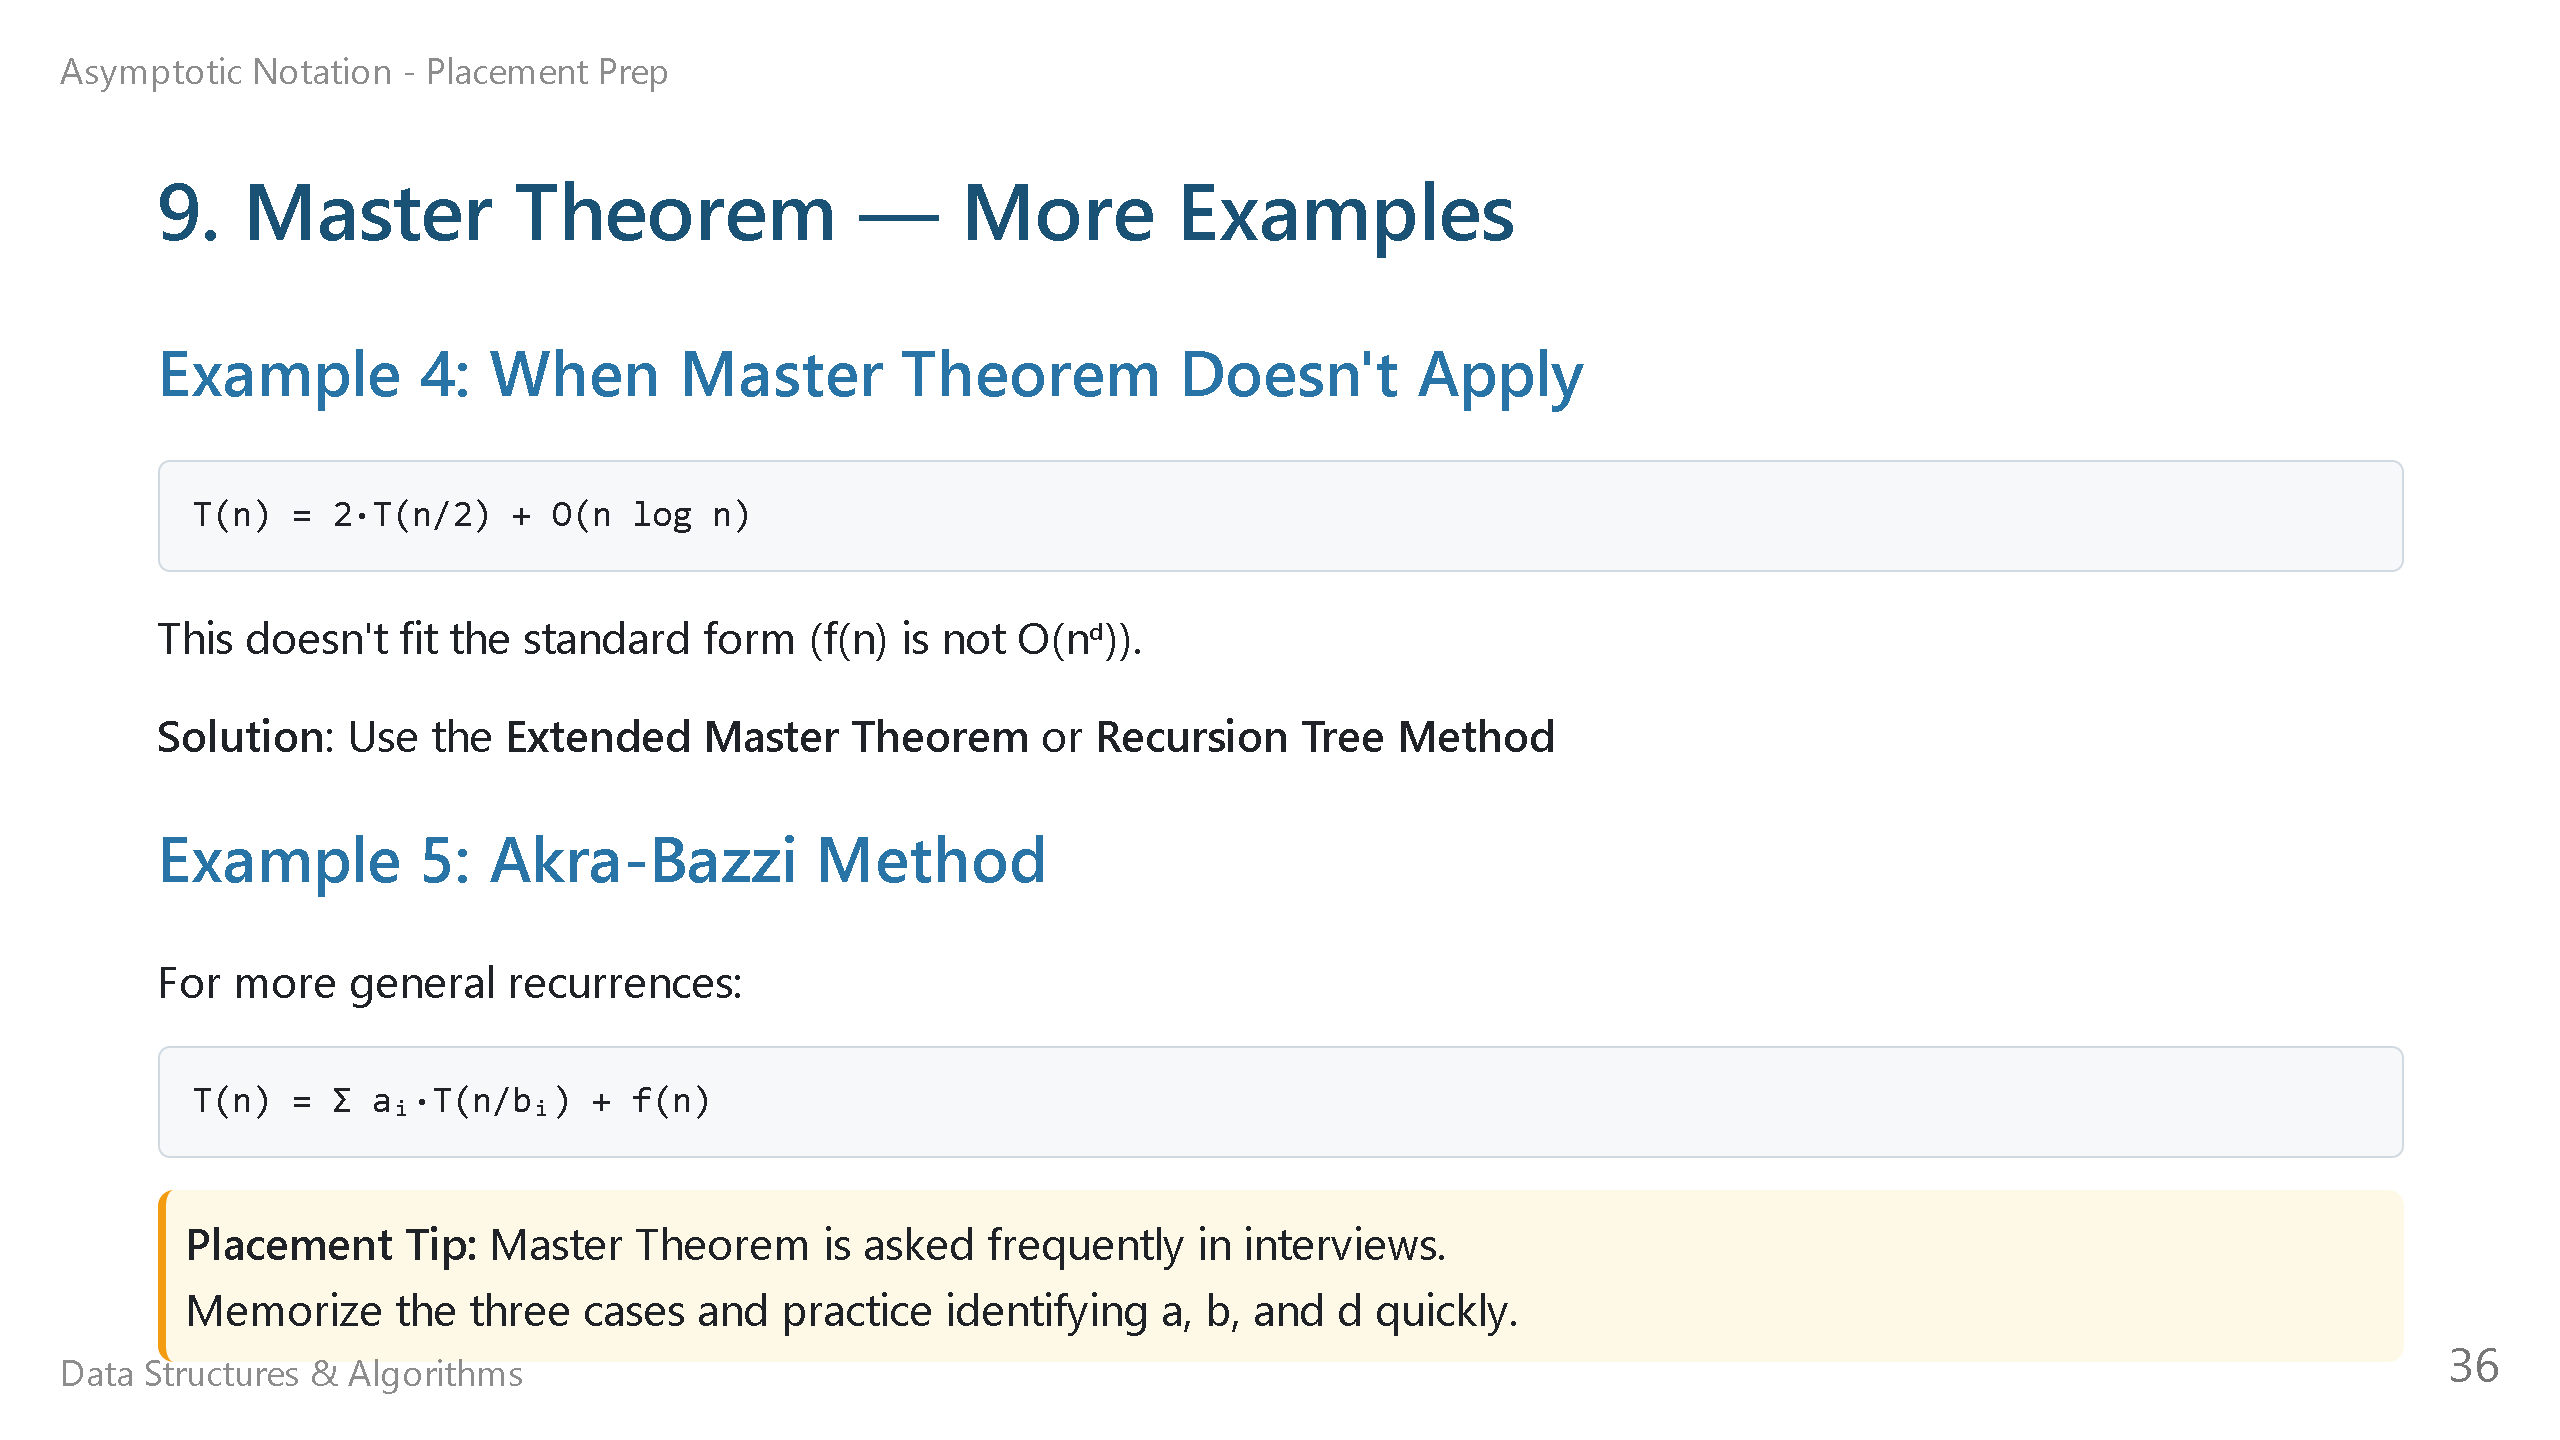 Asymptotic Notation - Placement Prep
9. Master Theorem — More Examples
Example 4: When Master Theorem Doesn't Apply
T(n) = 2·T(n/2) + O(n log n)
This doesn't fit the standard form (f(n) is not O(nᵈ)).
Solution: Use the Extended Master Theorem or Recursion Tree Method
Example 5: Akra-Bazzi Method
For more general recurrences:
T(n) = Σ aᵢ·T(n/bᵢ) + f(n)
Placement Tip: Master Theorem is asked frequently in interviews.
Memorize the three cases and practice identifying a, b, and d quickly.
Data Structures & Algorithms
36